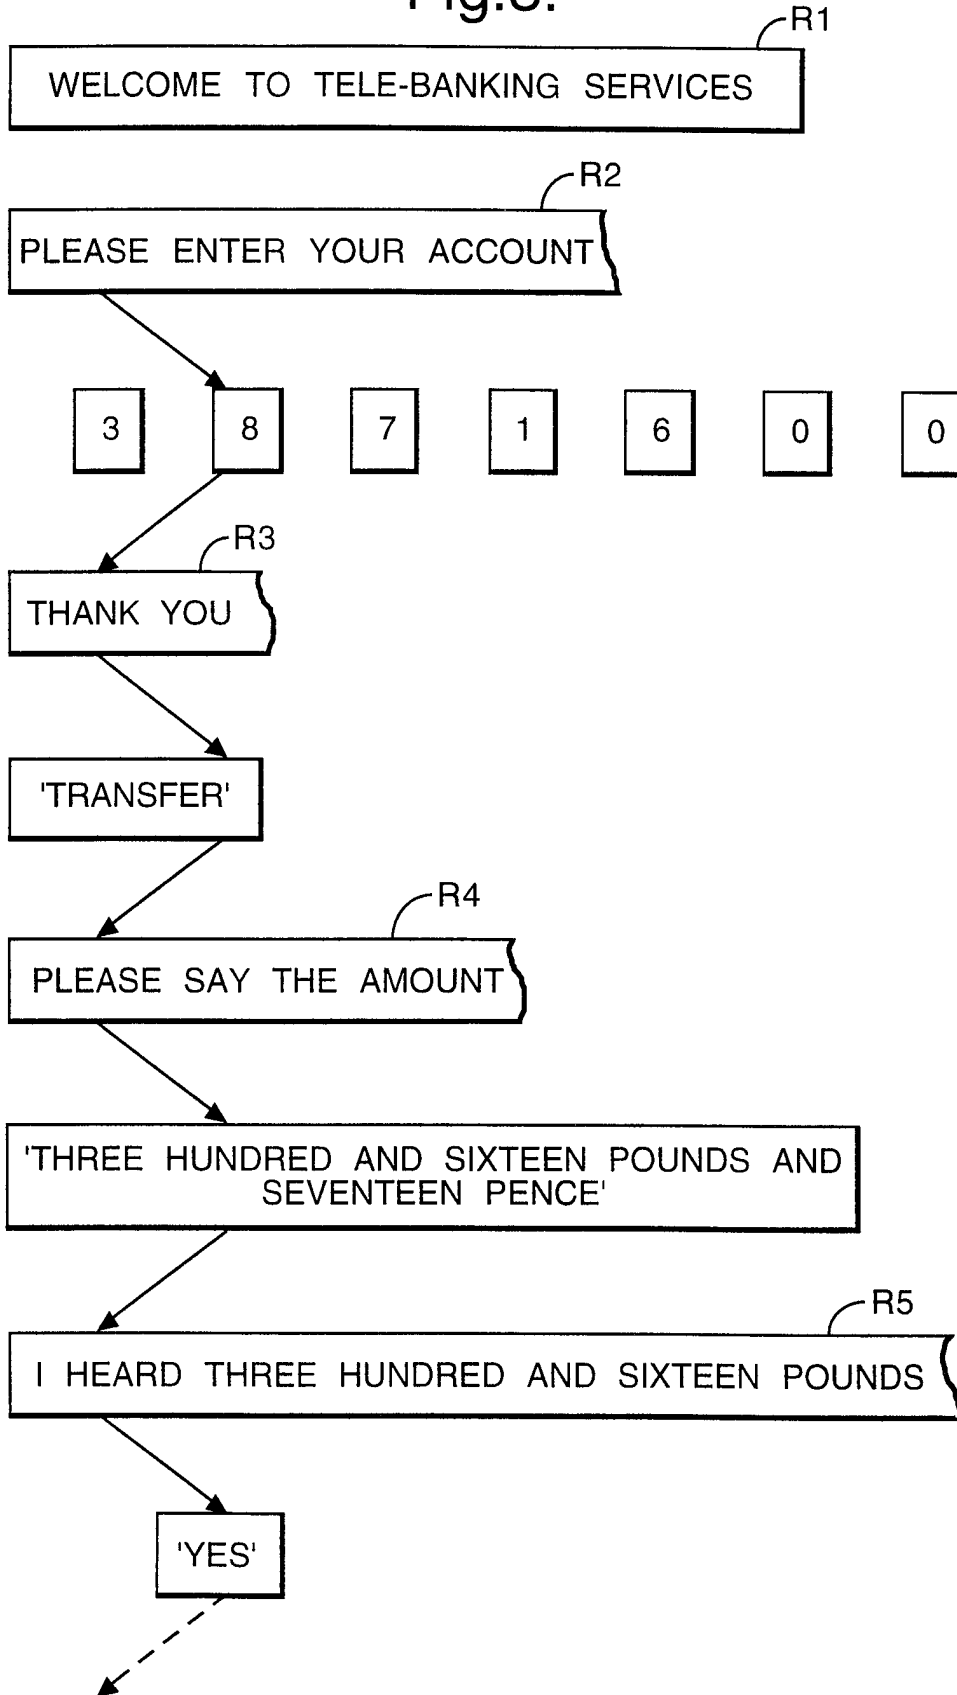 Fig.8.
R1
WELCOME TO TELE-BANKING SERVICES
R2
PLEASE ENTER YOUR ACCOUNT
3 8 7 1 6 0 0
R3
THANK YOU
'TRANSFER'
R4
PLEASE SAY THE AMOUNT
'THREE HUNDRED AND SIXTEEN POUNDS AND
SEVENTEEN PENCE'
R5
I HEARD THREE HUNDRED AND SIXTEEN POUNDS
'YES'